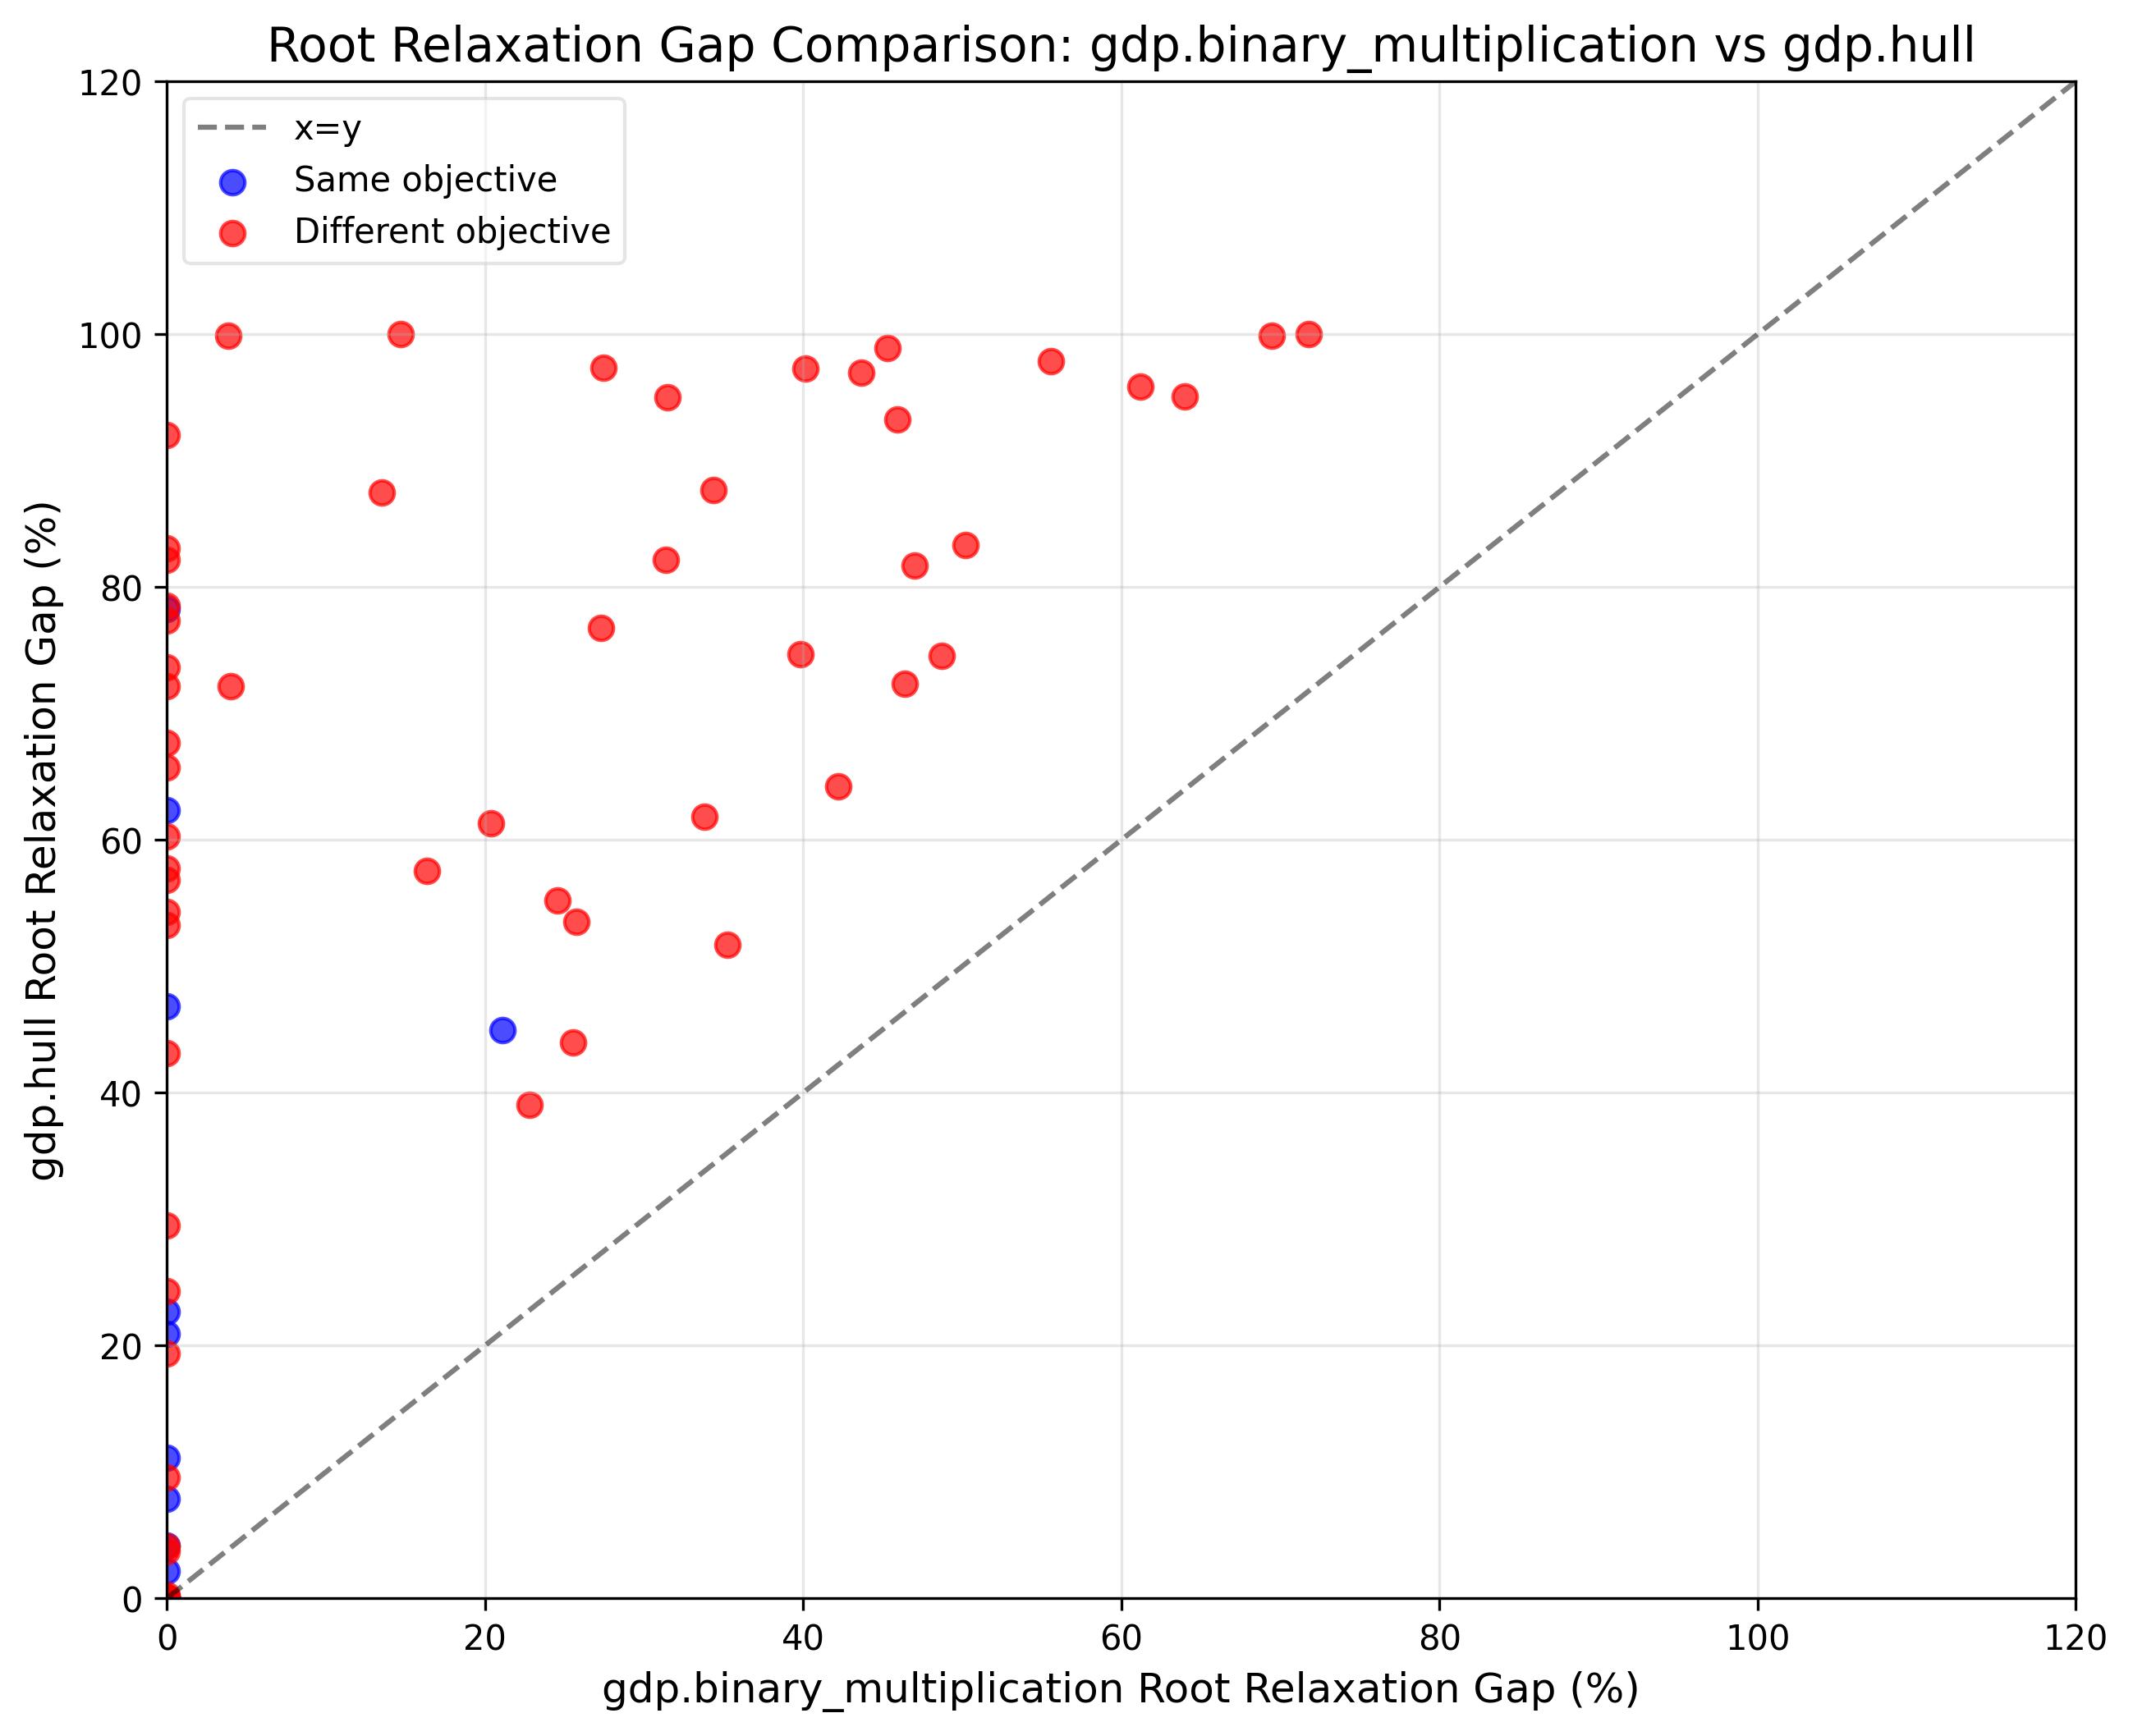 Root Relaxation Gap Comparison: gdp.binary_multiplication vs gdp.hull
x=y
Same objective
Different objective
gdp.hull Root Relaxation Gap (%)
120
100
80
60
40
20
0
0 20 40 60 80 100 120
gdp.binary_multiplication Root Relaxation Gap (%)